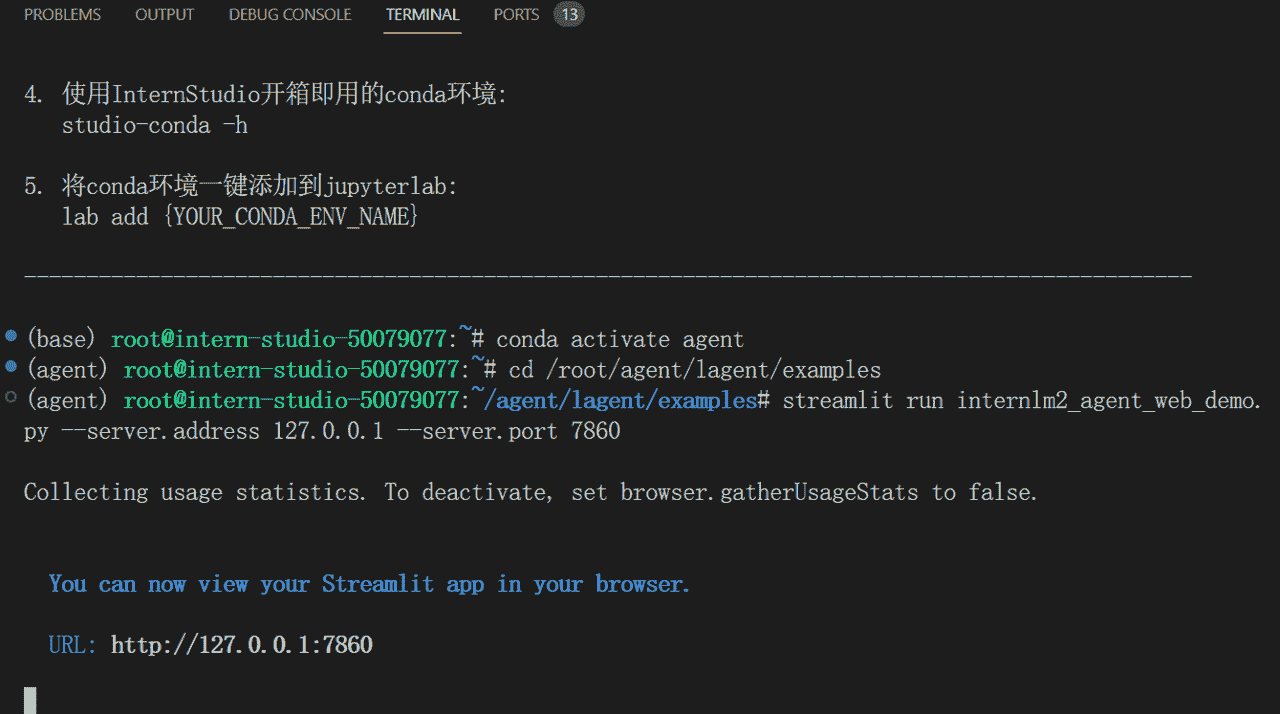 PROBLEMS OUTPUT DEBUG CONSOLE TERMINAL PORTS 13
4. 使用InternStudio开箱即用的conda环境:
studio-conda -h
5. 将conda环境一键添加到jupyterlab:
lab add {YOUR_CONDA_ENV_NAME}
----------------------------------------------------------------------------------------------
(base) root@intern-studio-50079077:~# conda activate agent
(agent) root@intern-studio-50079077:~# cd /root/agent/lagent/examples
(agent) root@intern-studio-50079077:~/agent/lagent/examples# streamlit run internlm2_agent_web_demo.
py --server.address 127.0.0.1 --server.port 7860
Collecting usage statistics. To deactivate, set browser.gatherUsageStats to false.
You can now view your Streamlit app in your browser.
URL: http://127.0.0.1:7860